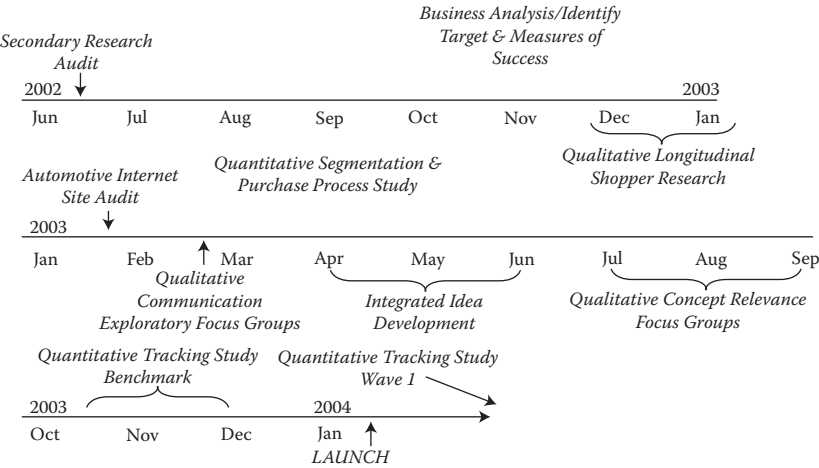 Business Analysis/Identify
Target & Measures of
Success
Secondary Research
Audit
2002
2003
Jun Jul Aug Sep Oct Nov Dec Jan
Qualitative Longitudinal
Shopper Research
Quantitative Segmentation &
Purchase Process Study
Automotive Internet
Site Audit
2003
Jan Feb Mar Apr May Jun Jul Aug Sep
Qualitative
Communication
Exploratory Focus Groups
Integrated Idea
Development
Qualitative Concept Relevance
Focus Groups
Quantitative Tracking Study
Benchmark
Quantitative Tracking Study
Wave 1
2003
2004
Oct Nov Dec Jan
LAUNCH